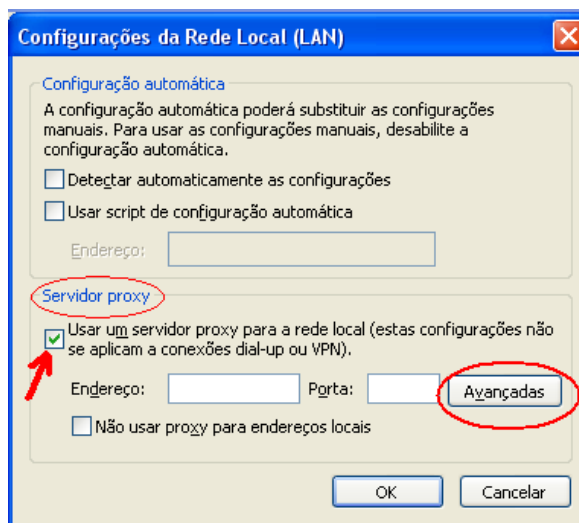 Configurações da Rede Local (LAN)
Configuração automática
A configuração automática poderá substituir as configurações
manuais. Para usar as configurações manuais, desabilite a
configuração automática.
Detectar automaticamente as configurações
Usar script de configuração automática
Endereço:
Servidor proxy
Usar um servidor proxy para a rede local (estas configurações não
se aplicam a conexões dial-up ou VPN).
Endereço: Porta: Avançadas
Não usar proxy para endereços locais
OK Cancelar